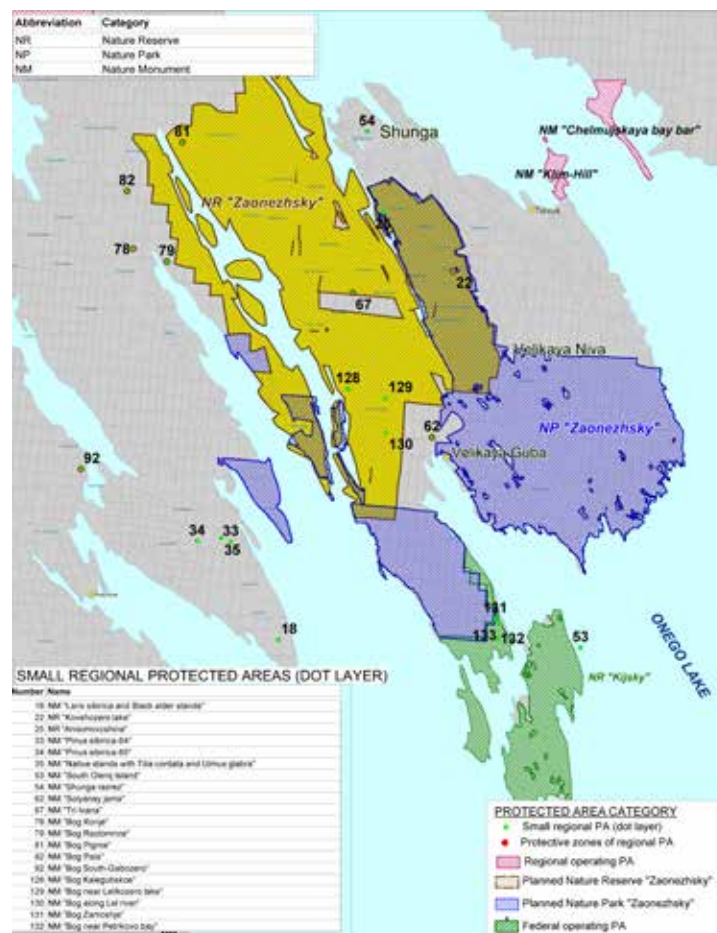 Abbreviation Category
NR Nature Reserve
NP Nature Park
NM Nature Monument
54 Shunga
81
NM "Chelmujskaya bay bar"
NM "Klim-Hill"
82
NR "Zaonezhsky"
78
79
22
67
Velikaya Niva
128
129
NP "Zaonezhsky"
62
130
Velikaya Guba
92
34
33
35
131
133
132
53
18
NR "Kijsky"
ONEGO LAKE
SMALL REGIONAL PROTECTED AREAS (DOT LAYER)
Number Name
18 NM "Larix sibirica and Black alder stands"
22 NR "Kovshozero lake"
25 NR
33 NM "Pinus sibirica-84"
34 NM "Pinus sibirica-85"
35 NM "Native stands with Tilia cordata and Ulmus glabra"
53 NM "South Olenij Island"
54 NM "Shunga razrez"
62 NM "Solyanay jama"
67 NM "Tri Ivana"
78 NM "Bog
79 NM "Bog
81 NM "Bog Pigma"
82 NM "Bog Pala"
92 NM "Bog South-Gabozero"
128 NM "Bog Kalegubskoe"
129 NM "Bog near Lelikozero lake"
130 NM "Bog along Lel river"
131 NM "Bog
132 NM "Bog near Petrikovo bay"
PROTECTED AREA CATEGORY
Small regional PA (dot layer)
Protective zones of regional PA
Regional operating PA
Planned Nature Reserve "Zaonezhsky"
Planned Nature Park "Zaonezhsky"
Federal operating PA